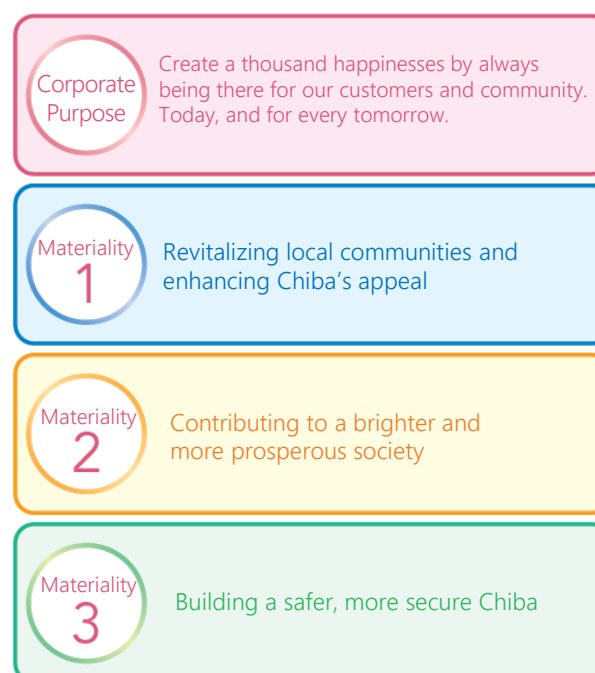 Corporate
Purpose
Create a thousand happinesses by always
being there for our customers and community.
Today, and for every tomorrow.
Materiality
1
Revitalizing local communities and
enhancing Chiba's appeal
Materiality
2
Contributing to a brighter and
more prosperous society
Materiality
3
Building a safer, more secure Chiba